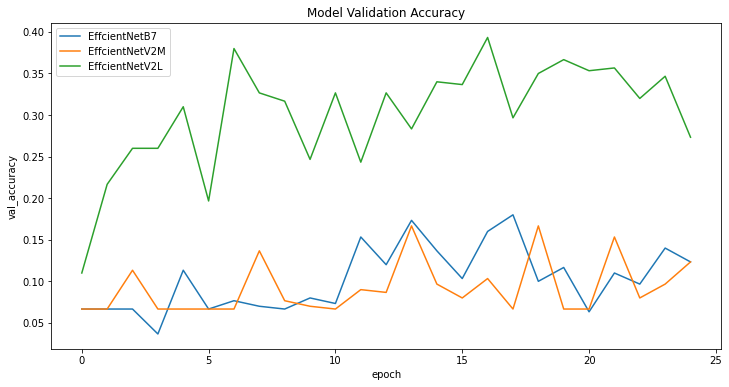 Model Validation Accuracy
EffcientNetB7
EffcientNetV2M
EffcientNetV2L
val_accuracy
0.40
0.35
0.30
0.25
0.20
0.15
0.10
0.05
0
5
10
15
20
25
epoch